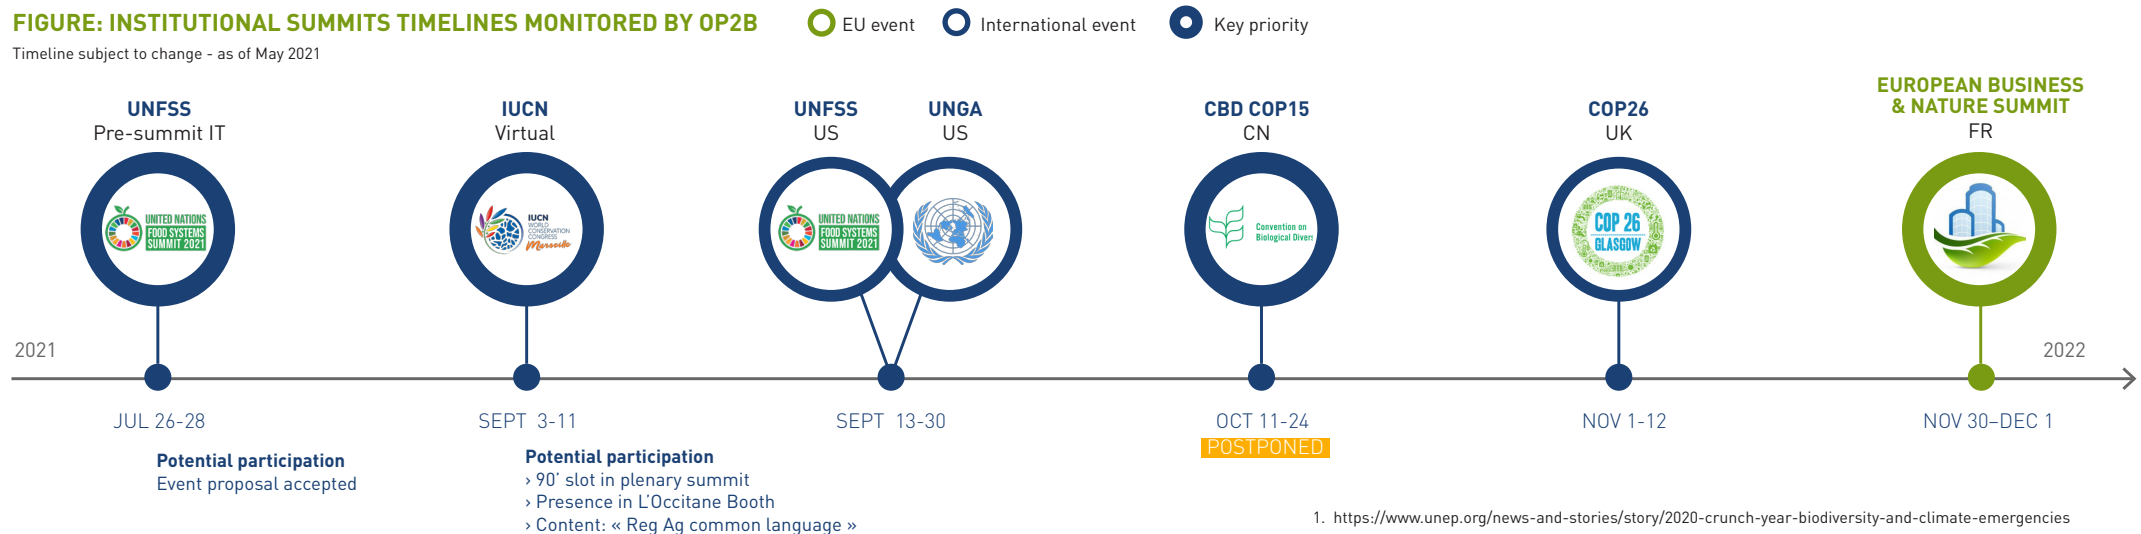 FIGURE: INSTITUTIONAL SUMMITS TIMELINES MONITORED BY OP2B
EU event
International event
Key priority
Timeline subject to change - as of May 2021
UNFSS
Pre-summit IT
IUCN
Virtual
UNFSS
US
UNGA
US
CBD COP15
CN
COP26
UK
EUROPEAN BUSINESS
& NATURE SUMMIT
FR
UNITED NATIONS
FOOD SYSTEMS
SUMMIT 2021
IUCN
WORLD
CONSERVATION
CONGRESS
Marseille
UNITED NATIONS
FOOD SYSTEMS
SUMMIT 2021
Convention on
Biological Divers
COP 26
GLASGOW
2021
2022
JUL 26-28
SEPT 3-11
SEPT 13-30
OCT 11-24
POSTPONED
NOV 1-12
NOV 30–DEC 1
Potential participation
Event proposal accepted
Potential participation
› 90’ slot in plenary summit
› Presence in L’Occitane Booth
› Content: « Reg Ag common language »
1. https://www.unep.org/news-and-stories/story/2020-crunch-year-biodiversity-and-climate-emergencies